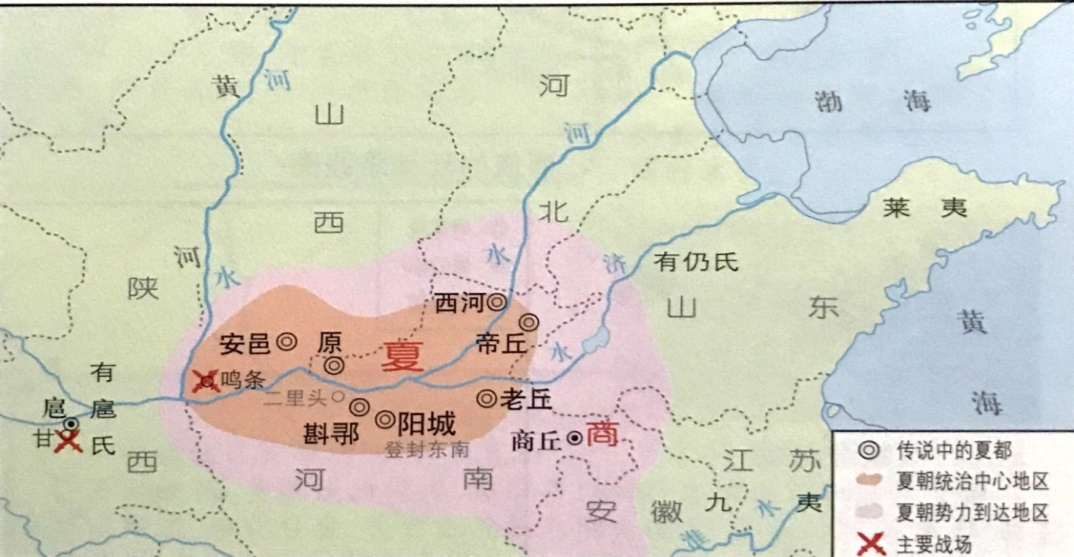 黄河
河
山西
河北
渤海
莱夷
有仍氏
山东
济水
河水
河水
陕西
黄海
西河
帝丘
安邑
原
夏
鸣条
二里头
斟鄩
阳城
登封东南
老丘
商丘
商
有扈氏
扈
甘
河南
安徽
江苏
九夷
淮水
传说中的夏都
夏朝统治中心地区
夏朝势力到达地区
主要战场